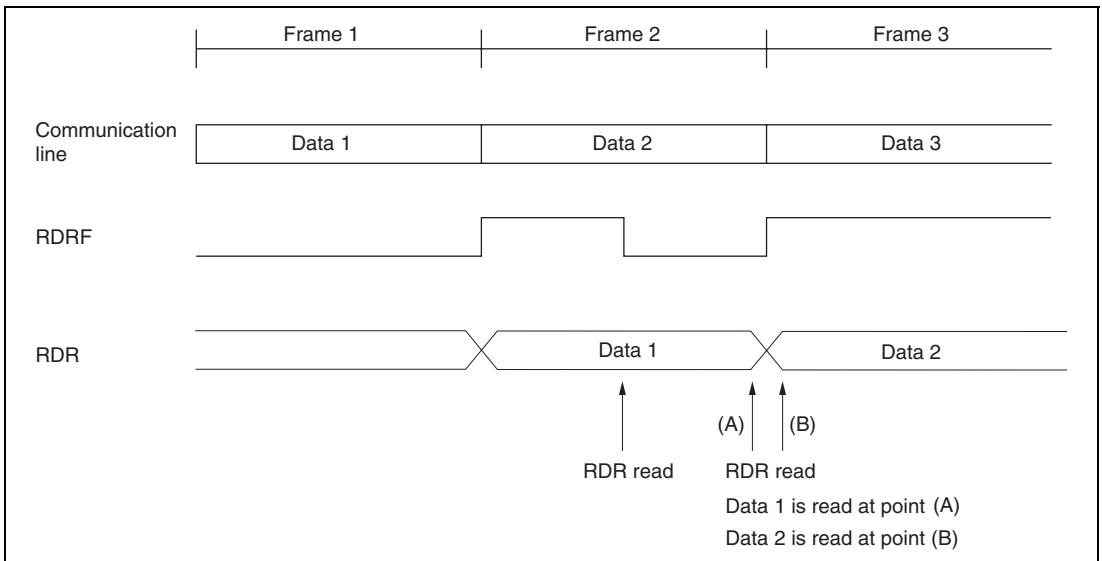 Frame 1 Frame 2 Frame 3
Communication
line
Data 1 Data 2 Data 3
RDRF
RDR
Data 1 Data 2
(A) (B)
RDR read RDR read
Data 1 is read at point (A)
Data 2 is read at point (B)